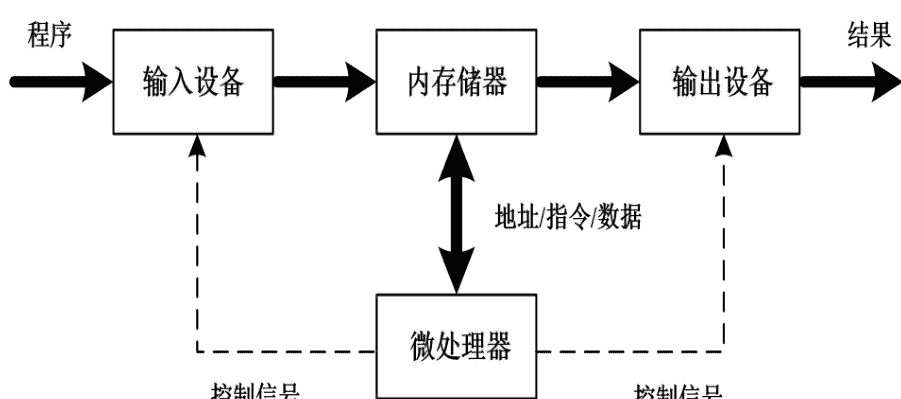 程序
输入设备
内存储器
输出设备
结果
地址/指令/数据
微处理器
控制信号
控制信号